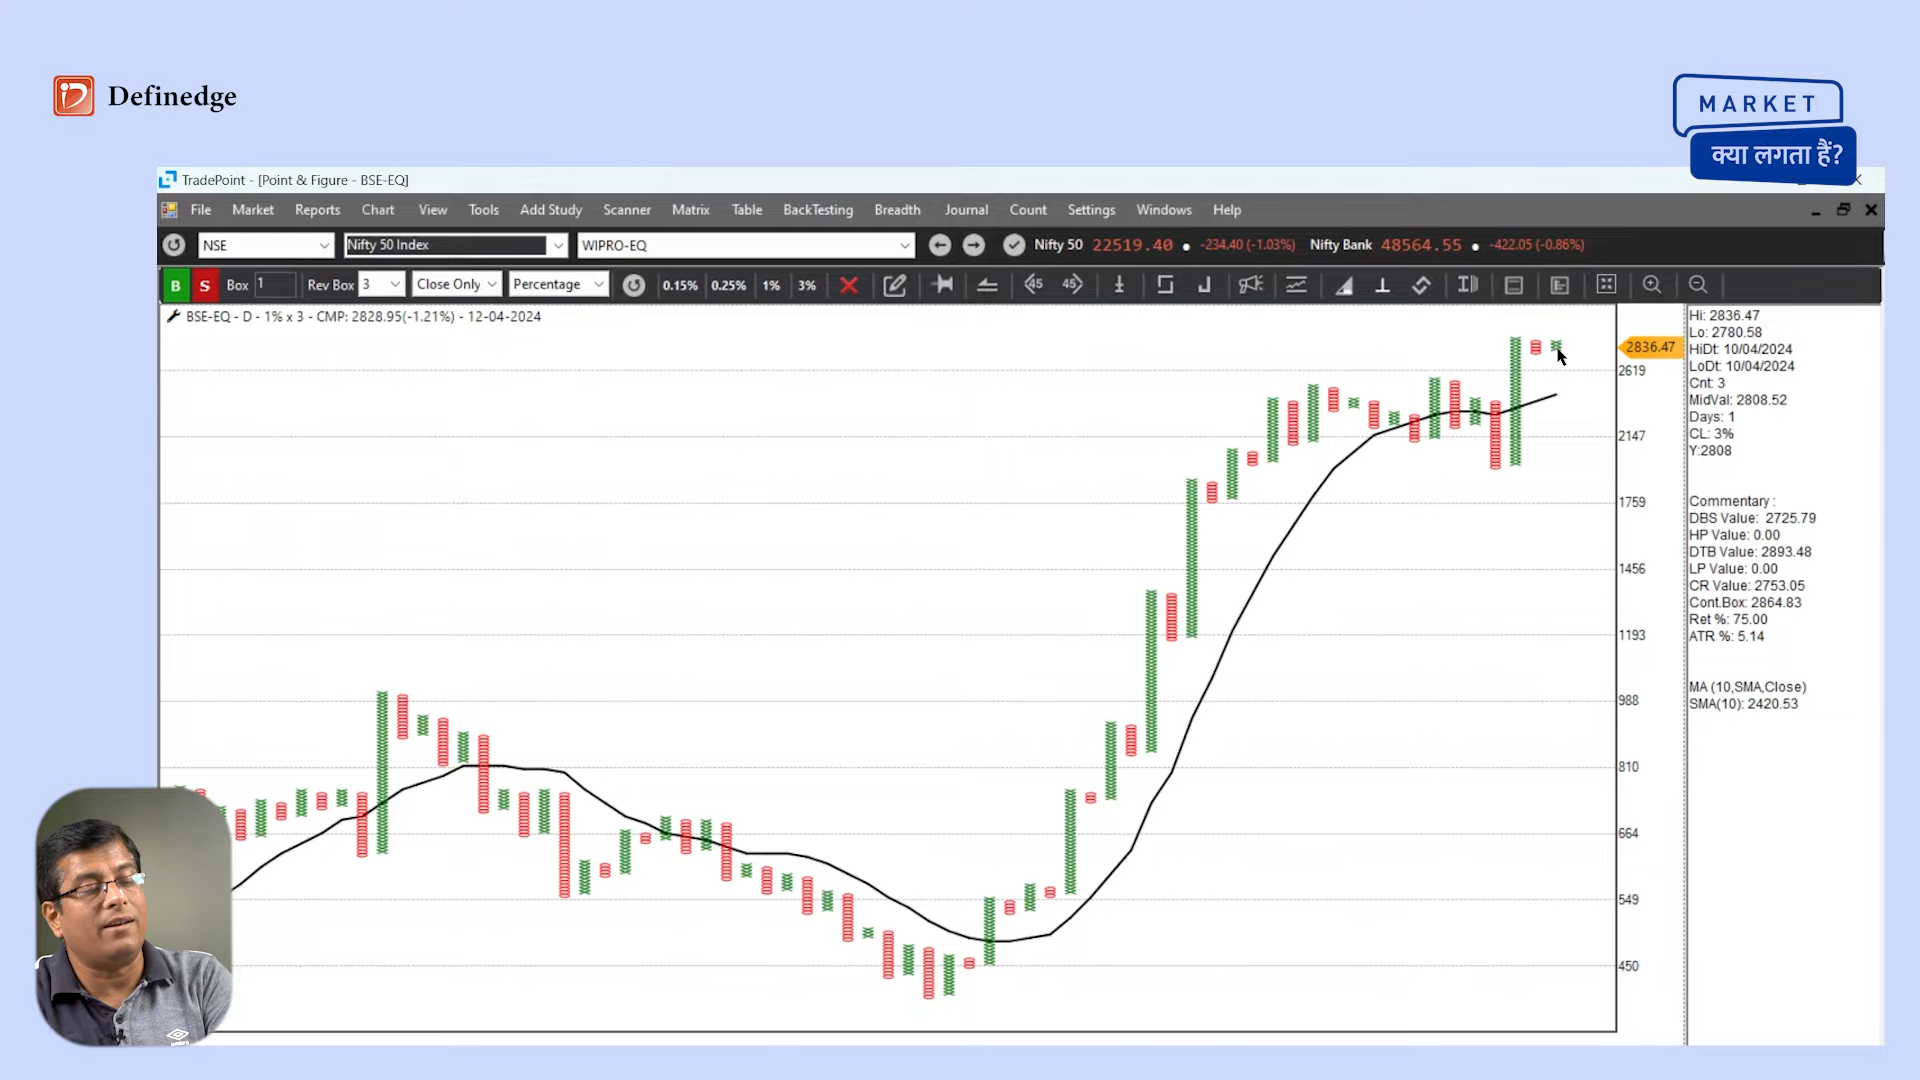 Definedge
MARKET
क्या लगता हैं?
TradePoint - [Point & Figure - BSE-EQ]
File Market Reports Chart View Tools Add Study Scanner Matrix Table BackTesting Breadth Journal Count Settings Windows Help
NSE Nifty 50 Index WIPRO-EQ Nifty 50 22519.40 -234.40 (-1.03%) Nifty Bank 48564.55 -422.05 (-0.86%)
B S Box 1 Rev Box 3 Close Only Percentage 0.15% 0.25% 1% 3% 45 45
BSE-EQ - D - 1% x 3 - CMP: 2828.95(-1.21%) - 12-04-2024
2836.47
2619
2147
1759
1456
1193
988
810
664
549
450
Hi: 2836.47
Lo: 2780.58
HiDt: 10/04/2024
LoDt: 10/04/2024
Cnt: 3
MidVal: 2808.52
Days: 1
CL: 3%
Y:2808
Commentary :
DBS Value: 2725.79
HP Value: 0.00
DTB Value: 2893.48
LP Value: 0.00
CR Value: 2753.05
Cont.Box: 2864.83
Ret %: 75.00
ATR %: 5.14
MA (10,SMA,Close)
SMA(10): 2420.53